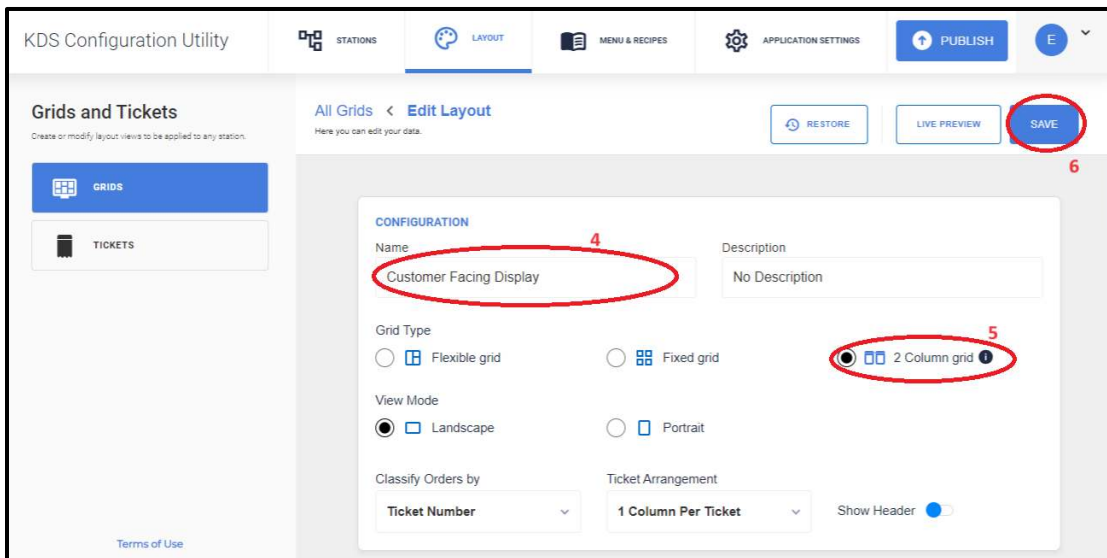 KDS Configuration Utility
STATIONS
LAYOUT
MENU & RECIPES
APPLICATION SETTINGS
PUBLISH
E
Grids and Tickets
Create or modify layout views to be applied to any station.
GRIDS
TICKETS
Terms of Use
All Grids < Edit Layout
Here you can edit your data.
RESTORE
LIVE PREVIEW
SAVE
6
CONFIGURATION
Name
4
Description
Customer Facing Display
No Description
Grid Type
5
Flexible grid
Fixed grid
2 Column grid
View Mode
Landscape
Portrait
Classify Orders by
Ticket Arrangement
Ticket Number
1 Column Per Ticket
Show Header